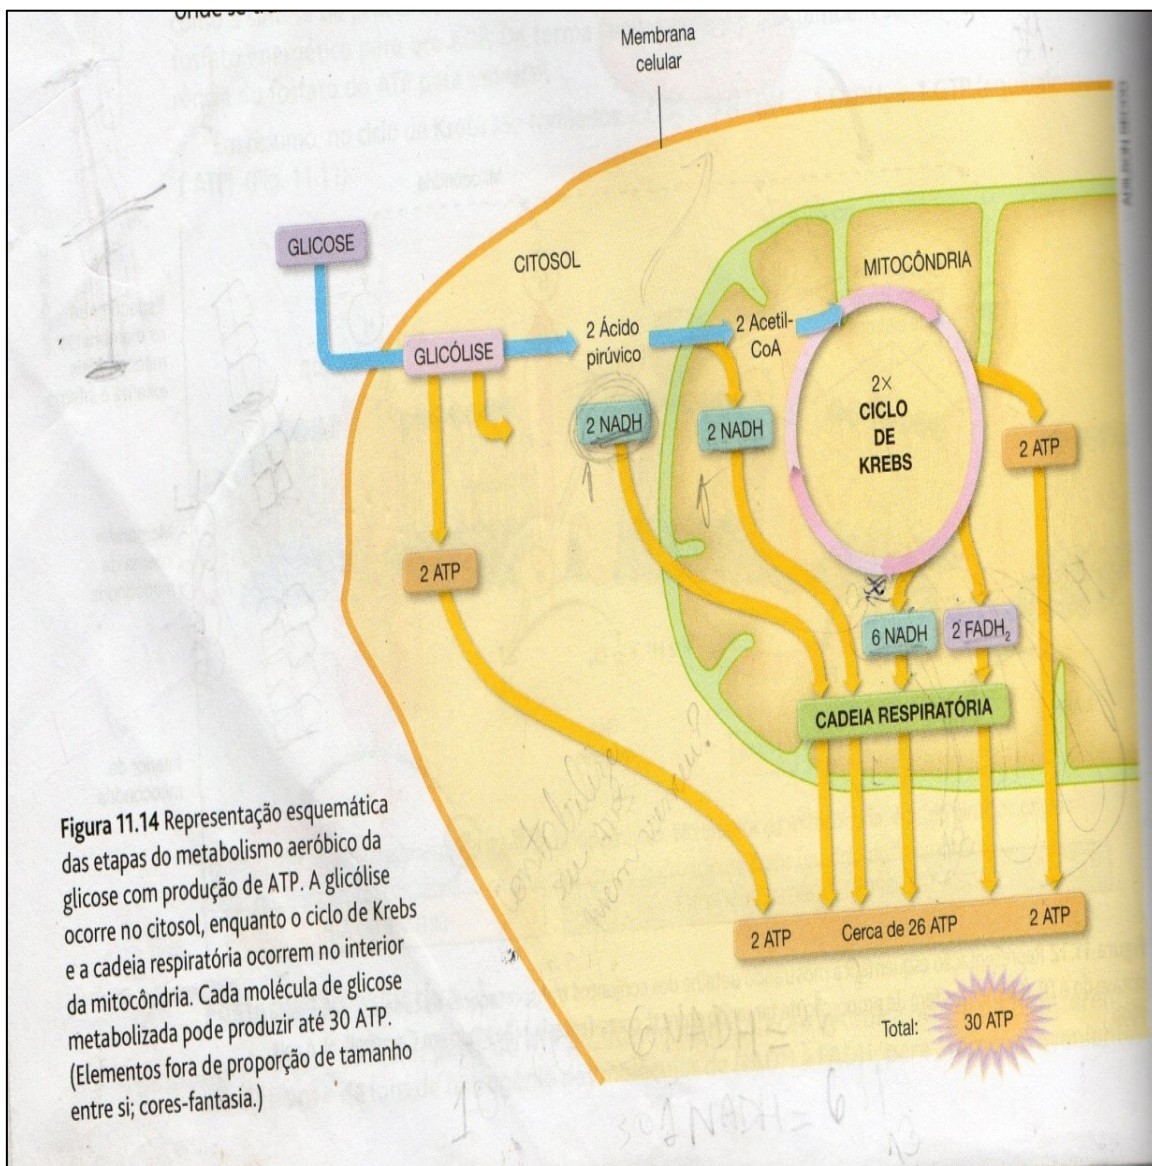 Membrana
celular
GLICOSE
CITOSOL
MITOCÔNDRIA
GLICÓLISE
2 Ácido
pirúvico
2 Acetil-
CoA
2 NADH
2 NADH
2×
CICLO
DE
KREBS
2 ATP
2 ATP
6 NADH
2 FADH₂
CADEIA RESPIRATÓRIA
2 ATP
Cerca de 26 ATP
2 ATP
Total:
30 ATP
Figura 11.14 Representação esquemática
das etapas do metabolismo aeróbico da
glicose com produção de ATP. A glicólise
ocorre no citosol, enquanto o ciclo de Krebs
e a cadeia respiratória ocorrem no interior
da mitocôndria. Cada molécula de glicose
metabolizada pode produzir até 30 ATP.
(Elementos fora de proporção de tamanho
entre si; cores-fantasia.)
6 NADH =
NADH = 6